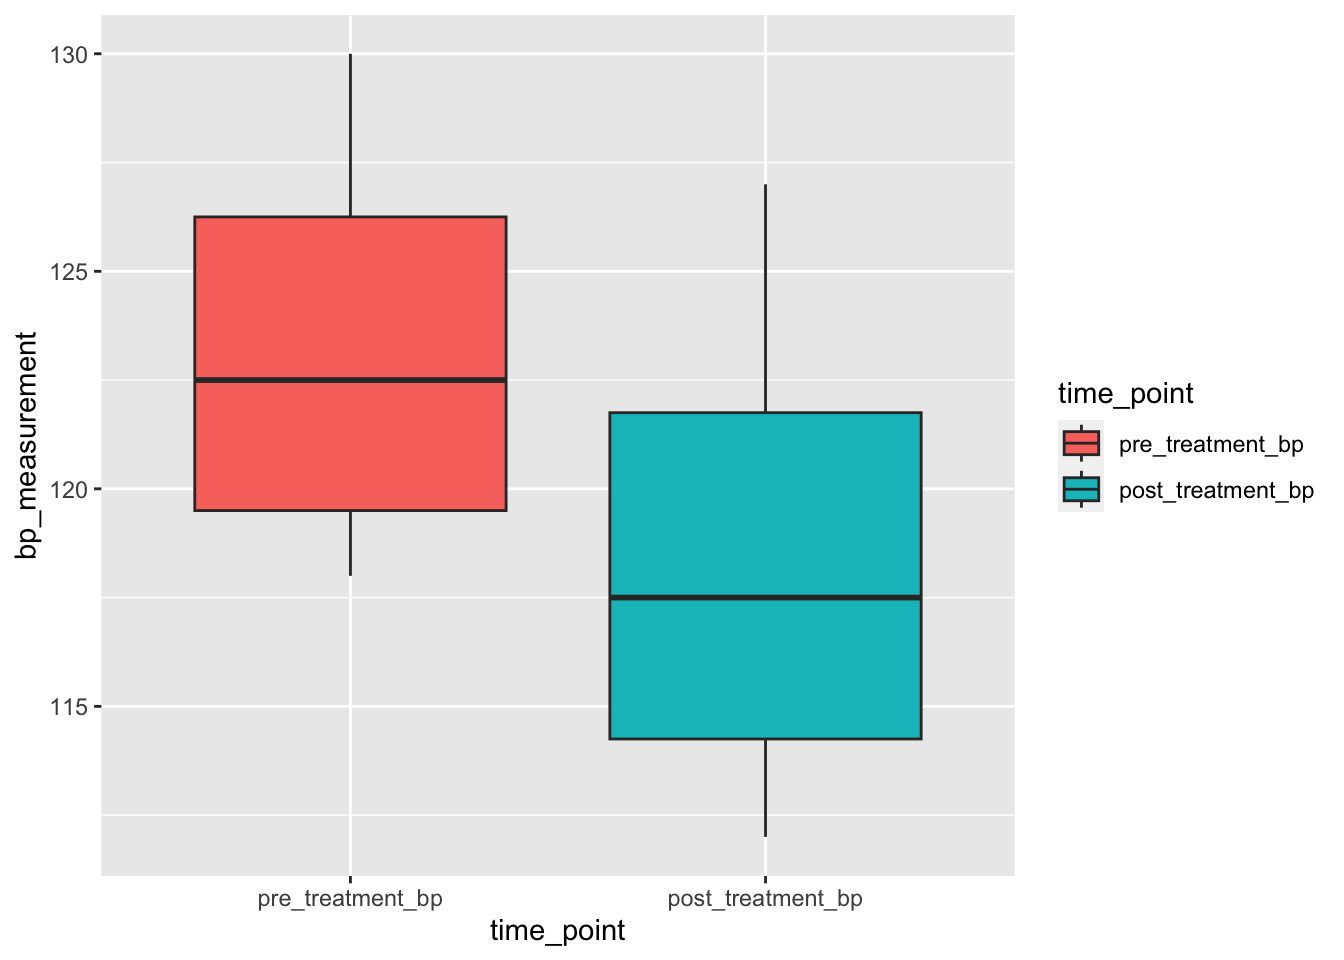 bp_measurement
130
125
120
115
pre_treatment_bp
post_treatment_bp
time_point
time_point
pre_treatment_bp
post_treatment_bp